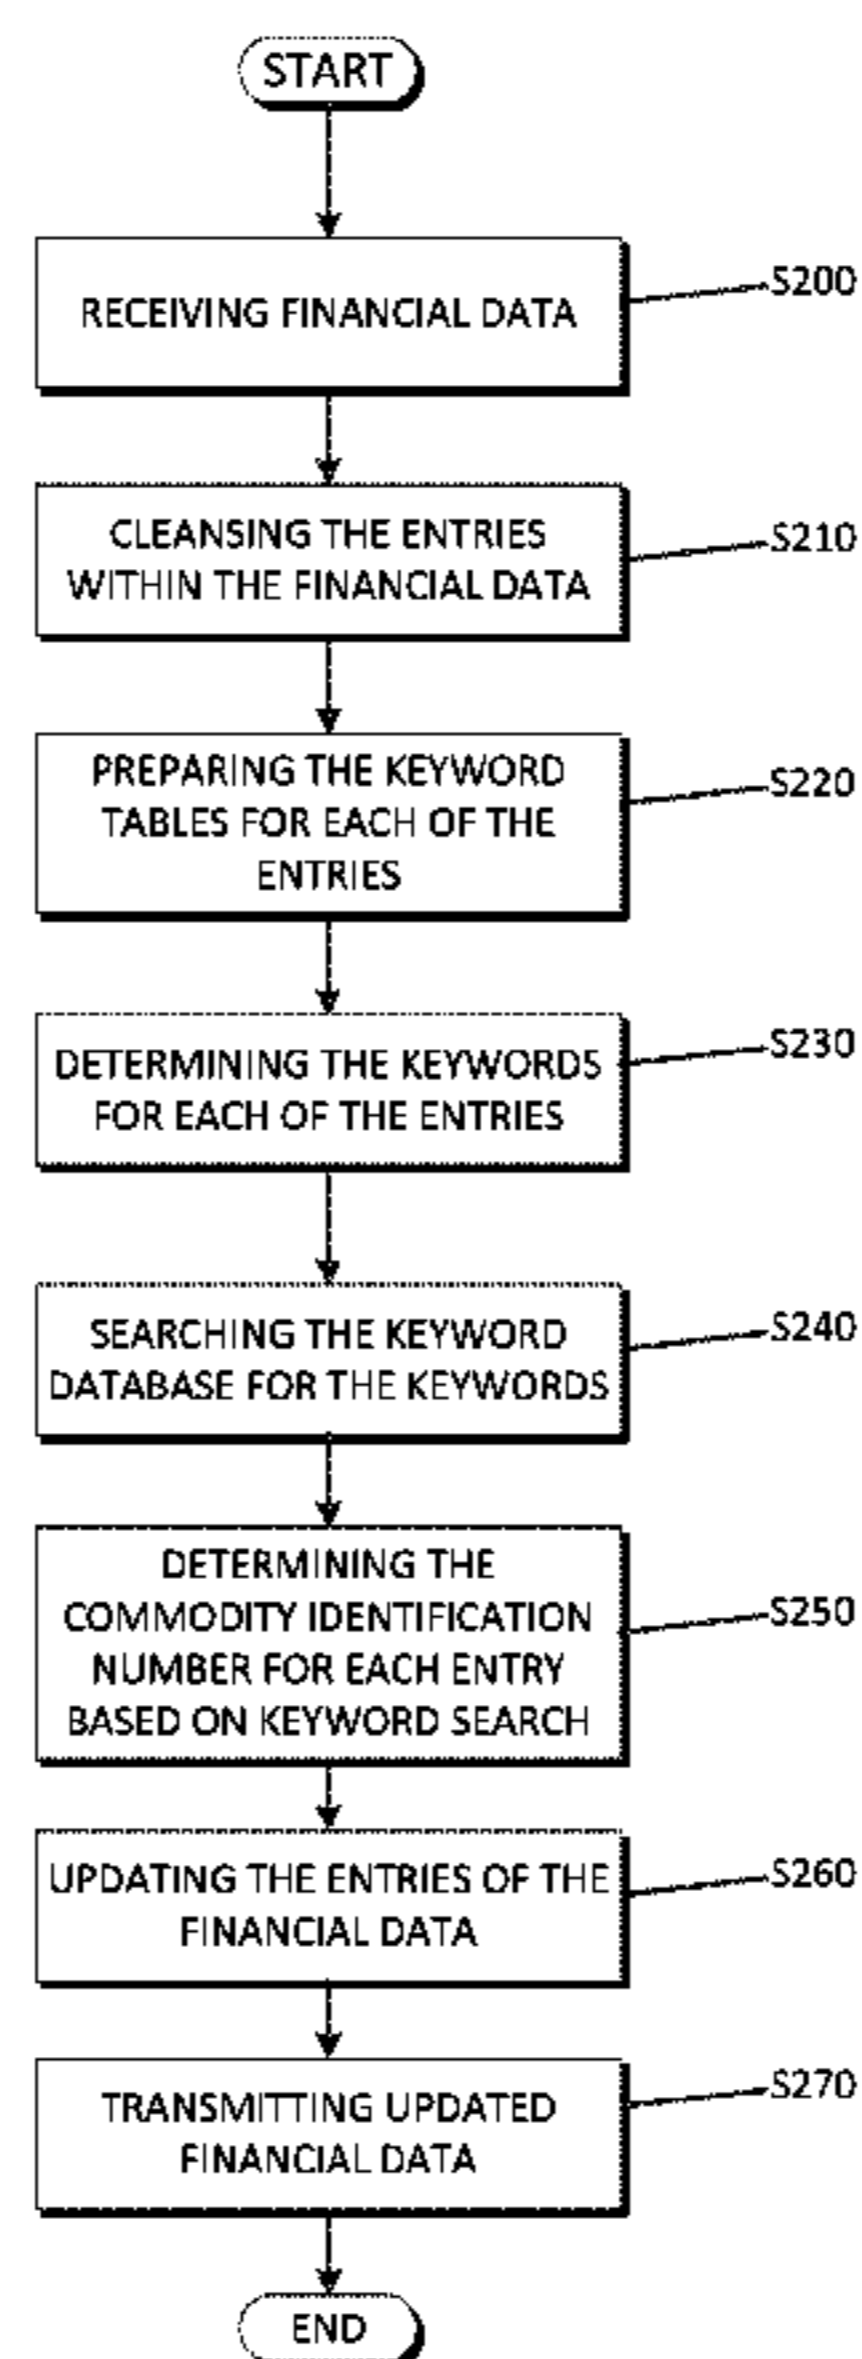 START
RECEIVING FINANCIAL DATA
S200
CLEANSING THE ENTRIES
WITHIN THE FINANCIAL DATA
S210
PREPARING THE KEYWORD
TABLES FOR EACH OF THE
ENTRIES
S220
DETERMINING THE KEYWORDS
FOR EACH OF THE ENTRIES
S230
SEARCHING THE KEYWORD
DATABASE FOR THE KEYWORDS
S240
DETERMINING THE
COMMODITY IDENTIFICATION
NUMBER FOR EACH ENTRY
BASED ON KEYWORD SEARCH
S250
UPDATING THE ENTRIES OF THE
FINANCIAL DATA
S260
TRANSMITTING UPDATED
FINANCIAL DATA
S270
END